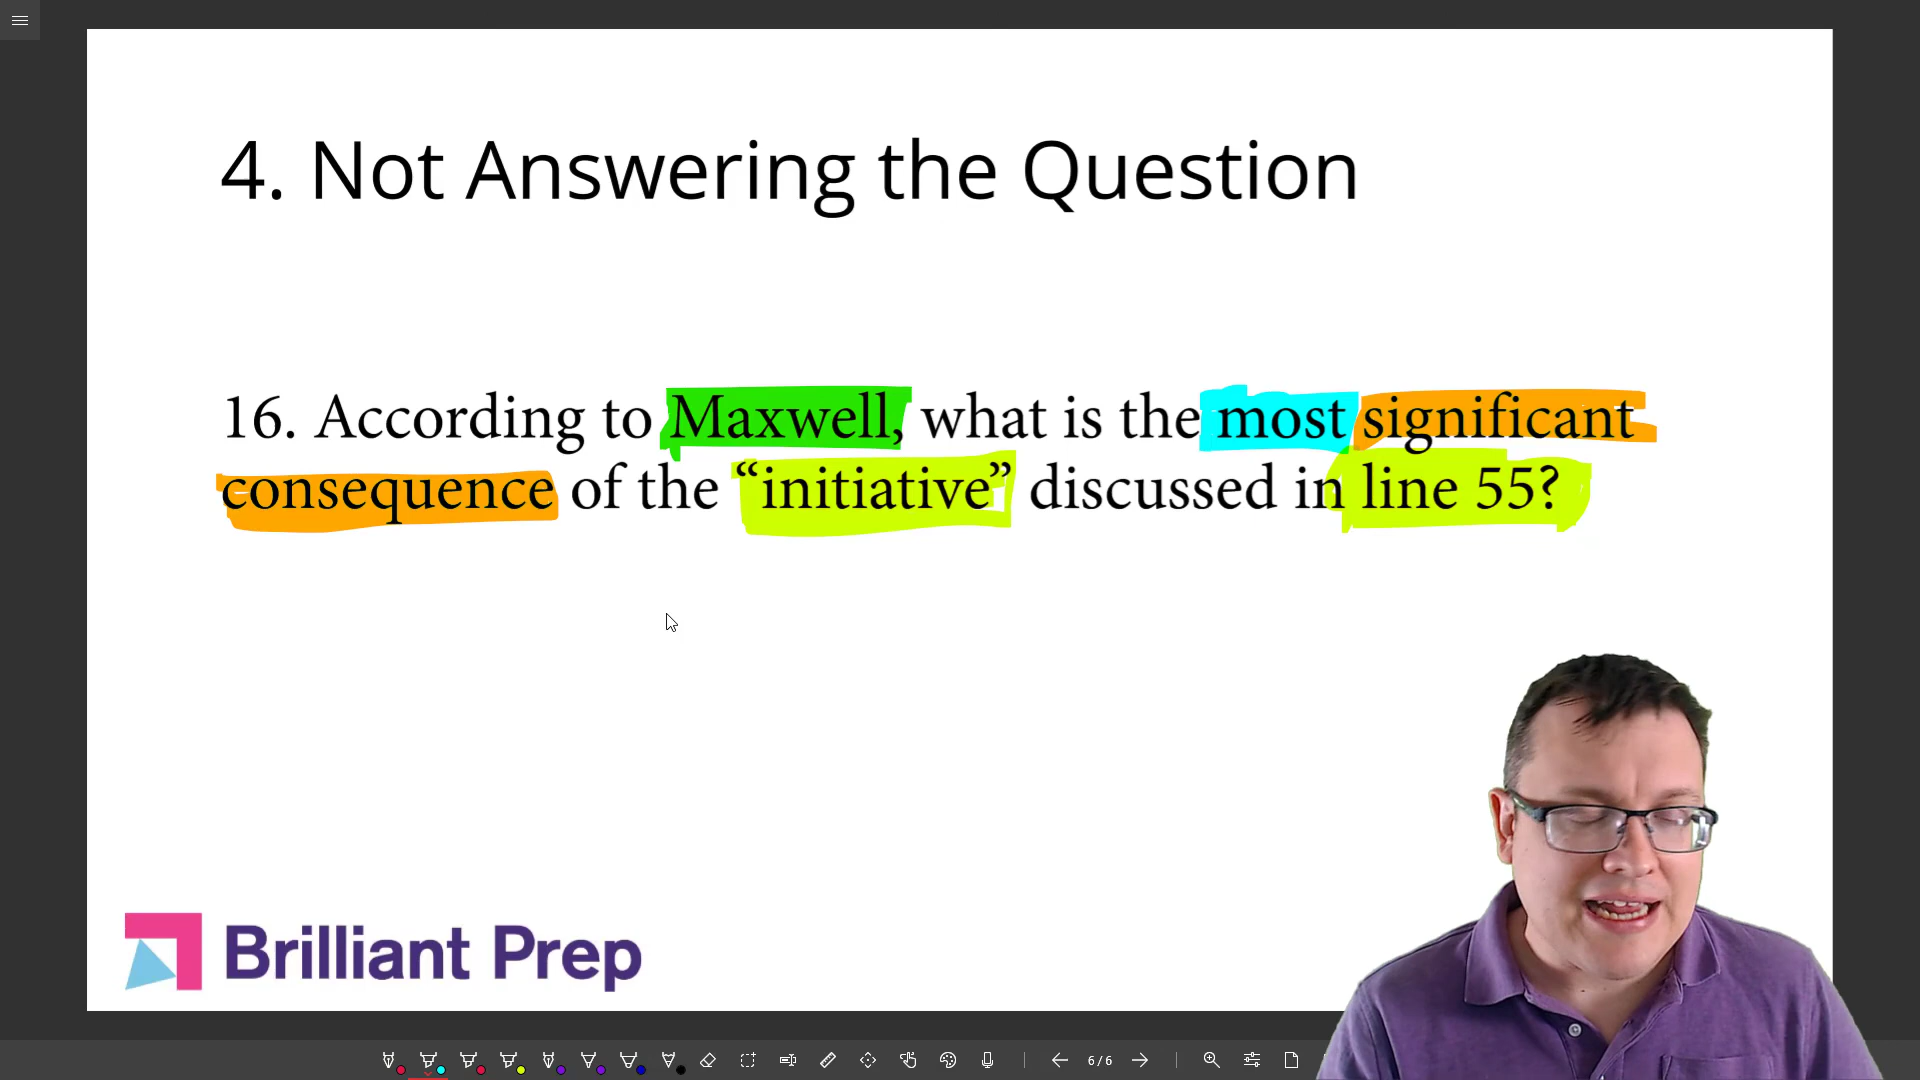 4. Not Answering the Question
16. According to Maxwell, what is the most significant
consequence of the “initiative” discussed in line 55?
Brilliant Prep
6/6